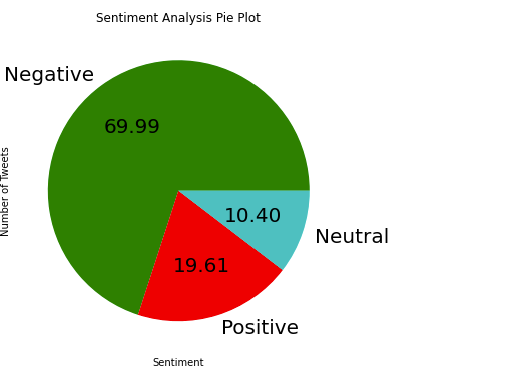 Sentiment Analysis Pie Plot
Negative
69.99
Number of Tweets
10.40
Neutral
19.61
Positive
Sentiment